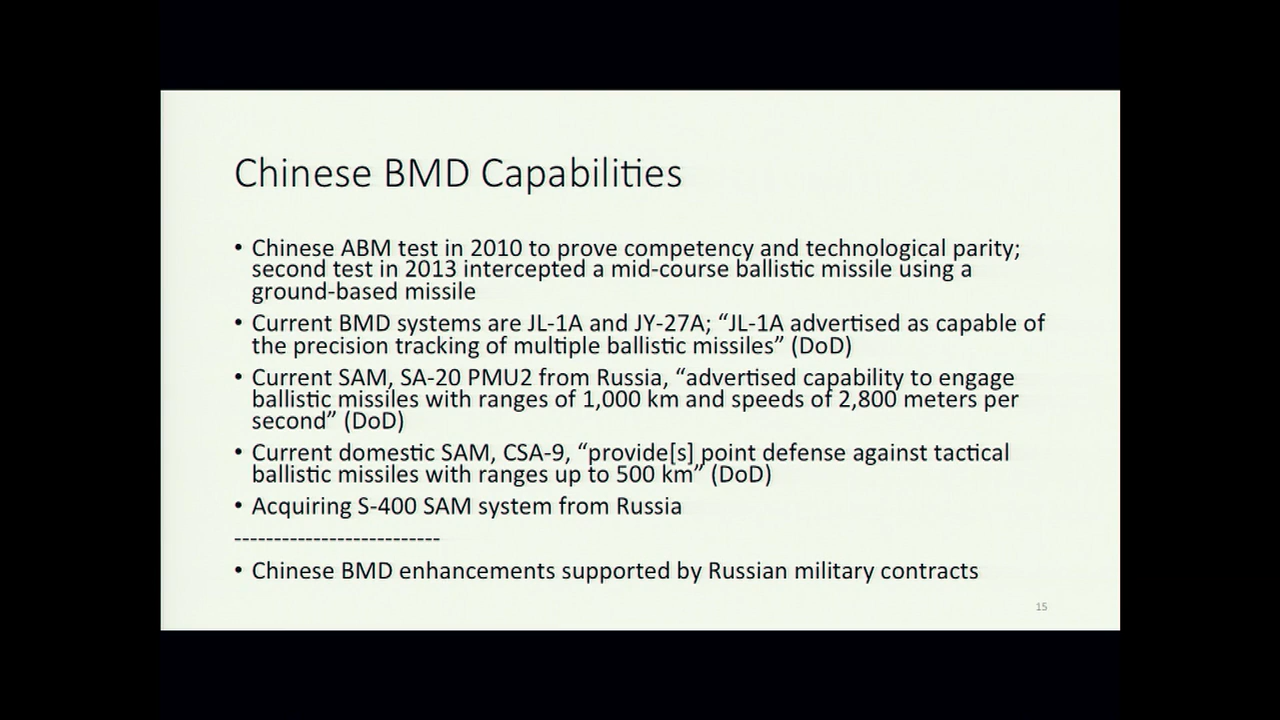 Chinese BMD Capabilities
• Chinese ABM test in 2010 to prove competency and technological parity;
second test in 2013 intercepted a mid-course ballistic missile using a
ground-based missile
• Current BMD systems are JL-1A and JY-27A; “JL-1A advertised as capable of
the precision tracking of multiple ballistic missiles” (DoD)
• Current SAM, SA-20 PMU2 from Russia, “advertised capability to engage
ballistic missiles with ranges of 1,000 km and speeds of 2,800 meters per
second” (DoD)
• Current domestic SAM, CSA-9, “provide[s] point defense against tactical
ballistic missiles with ranges up to 500 km” (DoD)
• Acquiring S-400 SAM system from Russia
--------------------------
• Chinese BMD enhancements supported by Russian military contracts
15